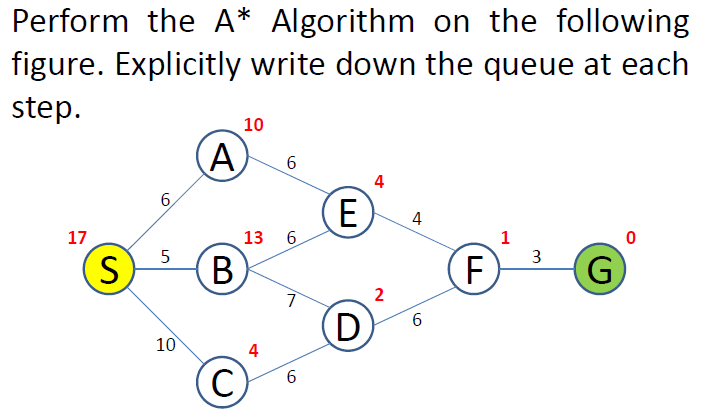 Perform the A* Algorithm on the following
figure. Explicitly write down the queue at each
step.
10
A
6
4
6
E
4
17
13
6
1
0
S
5
B
F
3
G
7
2
D
6
10
4
C
6